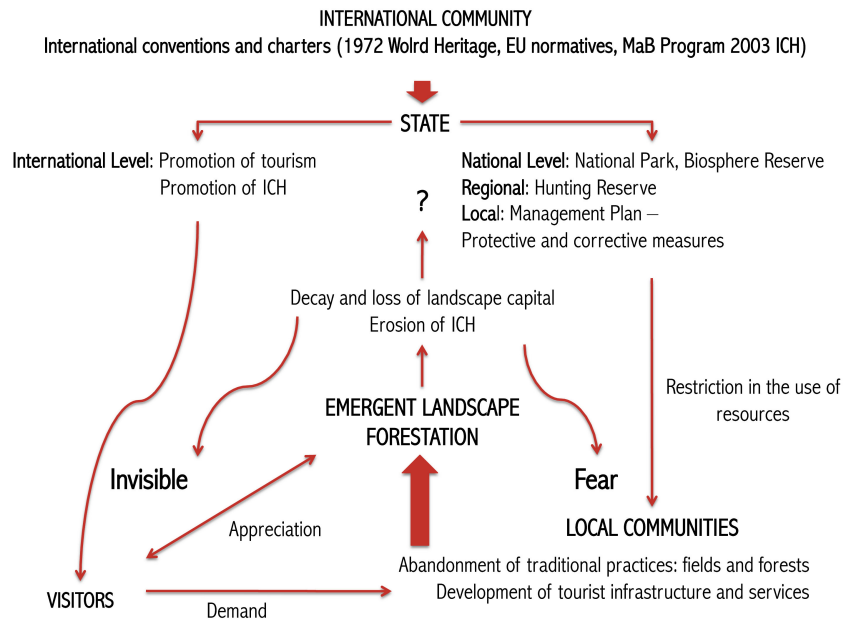 INTERNATIONAL COMMUNITY
International conventions and charters (1972 Wolrd Heritage, EU normatives, MaB Program 2003 ICH)
STATE
International Level: Promotion of tourism
Promotion of ICH
National Level: National Park, Biosphere Reserve
Regional: Hunting Reserve
Local: Management Plan –
Protective and corrective measures
?
Decay and loss of landscape capital
Erosion of ICH
Restriction in the use of
resources
EMERGENT LANDSCAPE
FORESTATION
Invisible
Fear
LOCAL COMMUNITIES
Appreciation
Abandonment of traditional practices: fields and forests
Development of tourist infrastructure and services
VISITORS
Demand